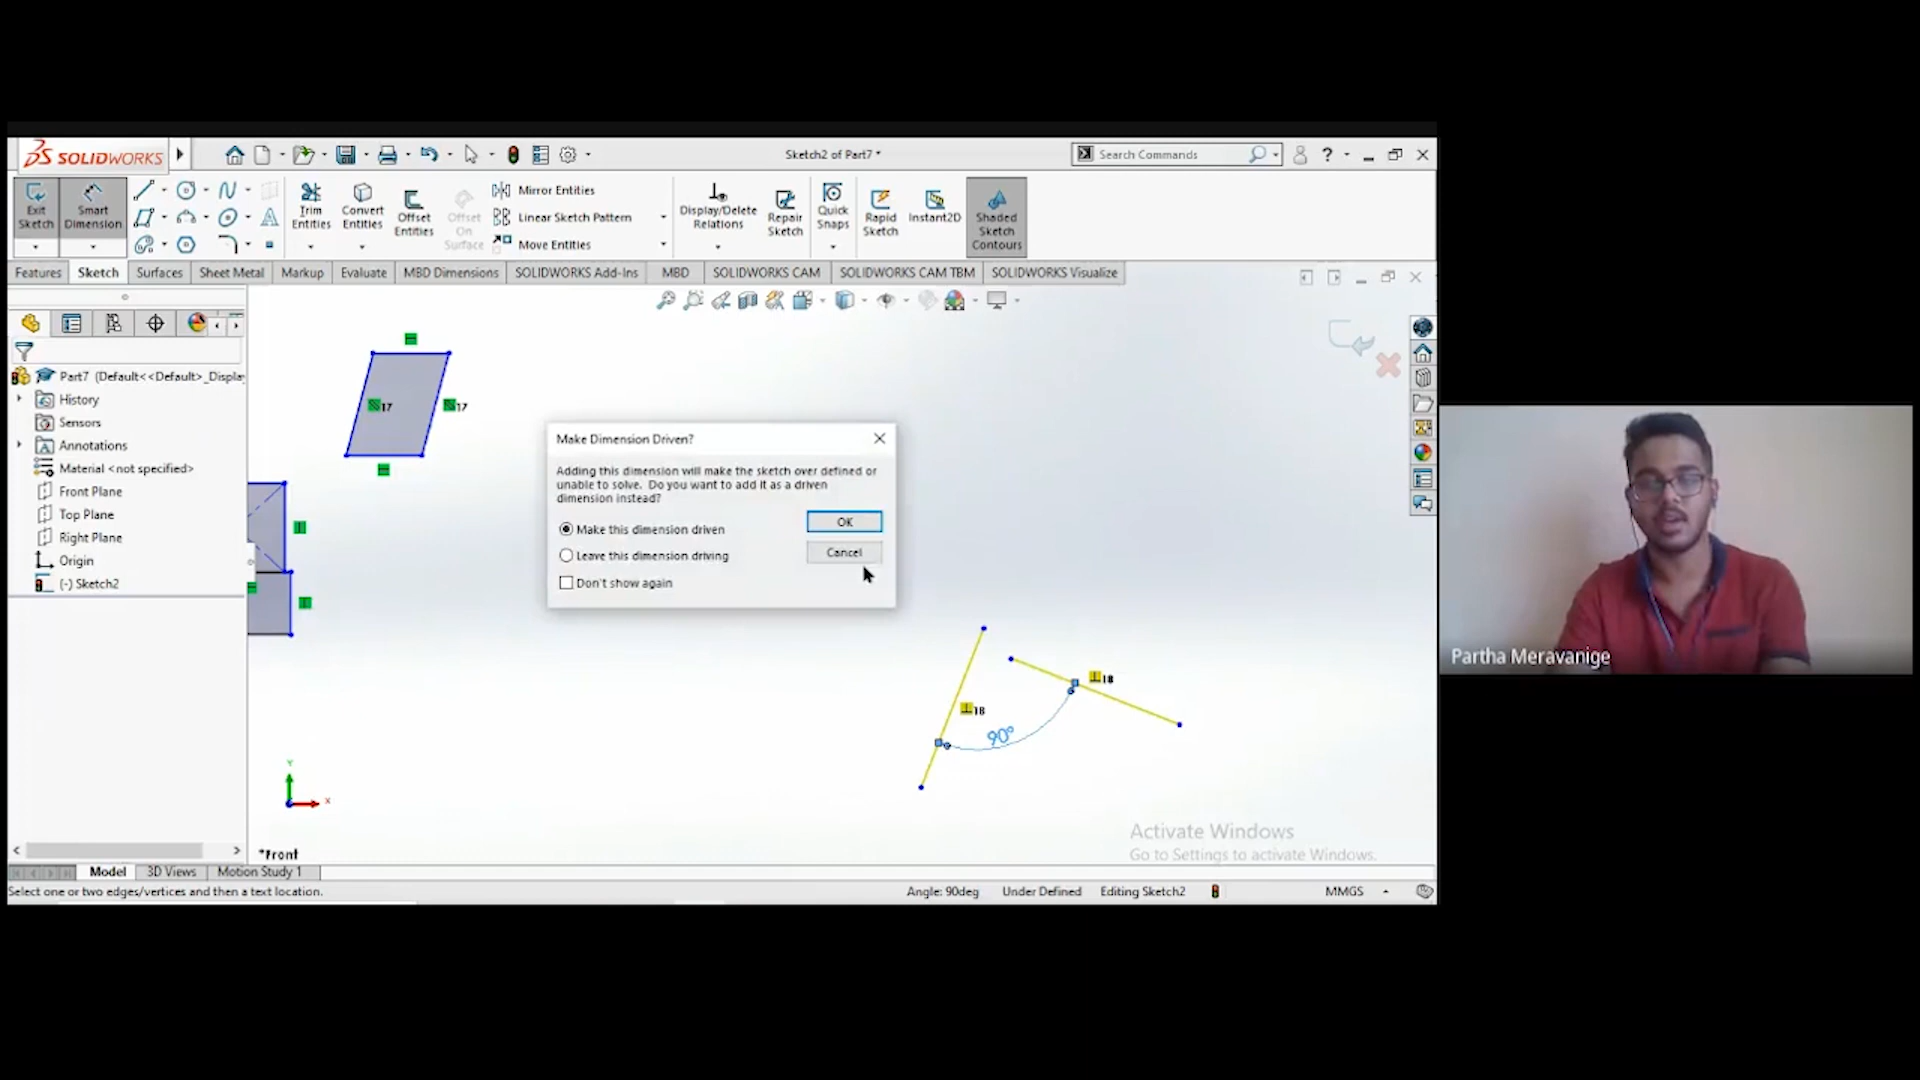 SOLIDWORKS
Sketch2 of Part7 *
Search Commands
?
Exit Sketch
Smart Dimension
Trim Entities
Convert Entities
Offset Entities
Offset On Surface
Mirror Entities
Linear Sketch Pattern
Move Entities
Display/Delete Relations
Repair Sketch
Quick Snaps
Rapid Sketch
Instant2D
Shaded Sketch Contours
Features
Sketch
Surfaces
Sheet Metal
Markup
Evaluate
MBD Dimensions
SOLIDWORKS Add-Ins
MBD
SOLIDWORKS CAM
SOLIDWORKS CAM TBM
SOLIDWORKS Visualize
Part7 (Default<<Default>_Displa
History
Sensors
Annotations
Material <not specified>
Front Plane
Top Plane
Right Plane
Origin
(-) Sketch2
17
17
Make Dimension Driven?
Adding this dimension will make the sketch over defined or
unable to solve. Do you want to add it as a driven
dimension instead?
Make this dimension driven
Leave this dimension driving
Don't show again
OK
Cancel
18
18
90°
Y
X
*Front
Partha Meravanige
Activate Windows
Go to Settings to activate Windows.
Model
3D Views
Motion Study 1
Select one or two edges/vertices and then a text location.
Angle: 90deg
Under Defined
Editing Sketch2
MMGS